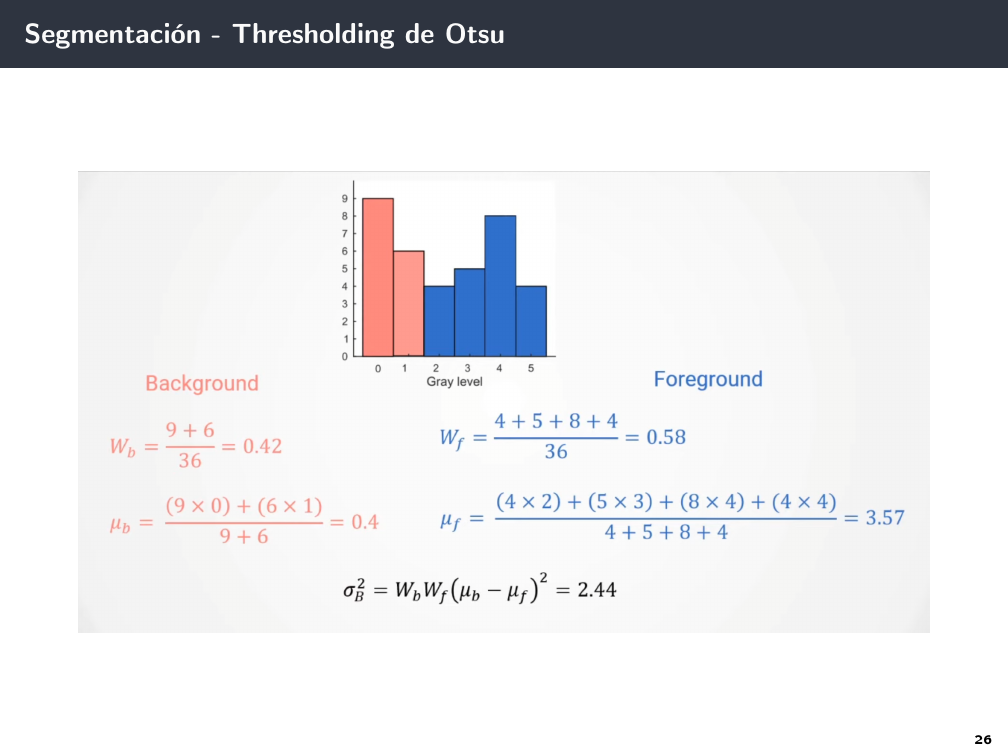 Segmentación - Thresholding de Otsu
9
8
7
6
5
4
3
2
1
0
0 1 2 3 4 5
Gray level
Background
Foreground
W_b = (9 + 6)/36 = 0.42
W_f = (4 + 5 + 8 + 4)/36 = 0.58
μ_b = ((9 × 0) + (6 × 1))/(9 + 6) = 0.4
μ_f = ((4 × 2) + (5 × 3) + (8 × 4) + (4 × 4))/(4 + 5 + 8 + 4) = 3.57
σ_B^2 = W_b W_f (μ_b − μ_f)^2 = 2.44
26